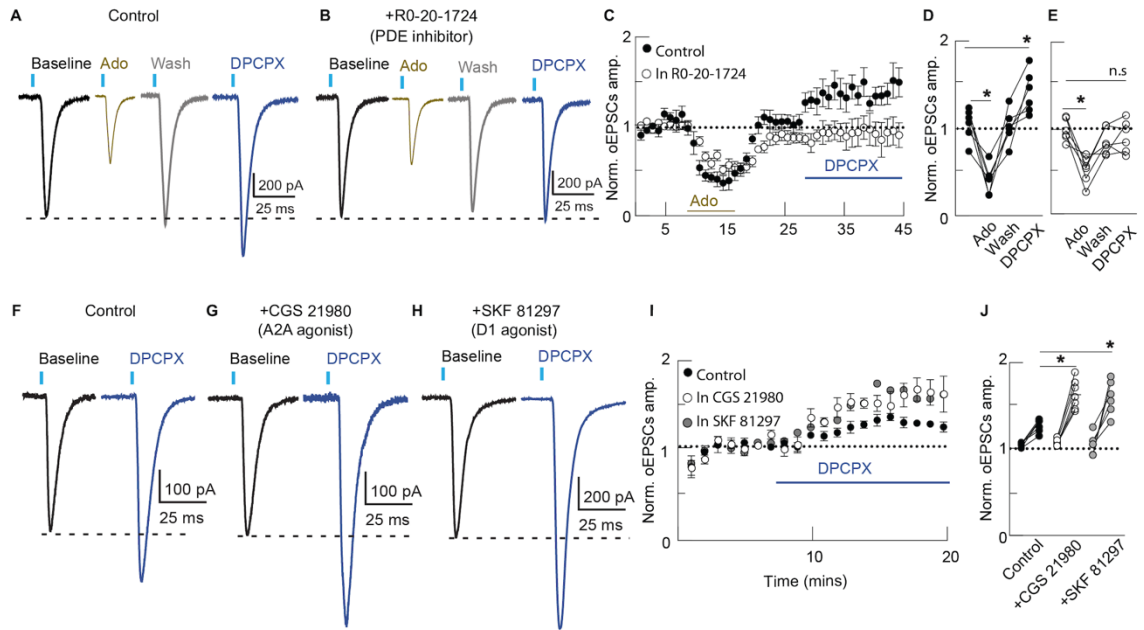 A
Control
Baseline Ado Wash DPCPX
200 pA
25 ms
B
+R0-20-1724
(PDE inhibitor)
Baseline Ado Wash DPCPX
200 pA
25 ms
C
Norm. oEPSCs amp.
2
1
0
Control
In R0-20-1724
Ado
DPCPX
5 15 25 35 45
D
2
1
0
*
*
Ado
Wash
DPCPX
E
n.s
*
Ado
Wash
DPCPX
F
Control
Baseline DPCPX
100 pA
25 ms
G
+CGS 21980
(A2A agonist)
Baseline DPCPX
100 pA
25 ms
H
+SKF 81297
(D1 agonist)
Baseline DPCPX
200 pA
25 ms
I
Norm. oEPSCs amp.
2
1
2
Control
In CGS 21980
In SKF 81297
DPCPX
10 20
Time (mins)
J
Norm. oEPSCs amp.
2
1
0
*
*
Control
+CGS 21980
+SKF 81297